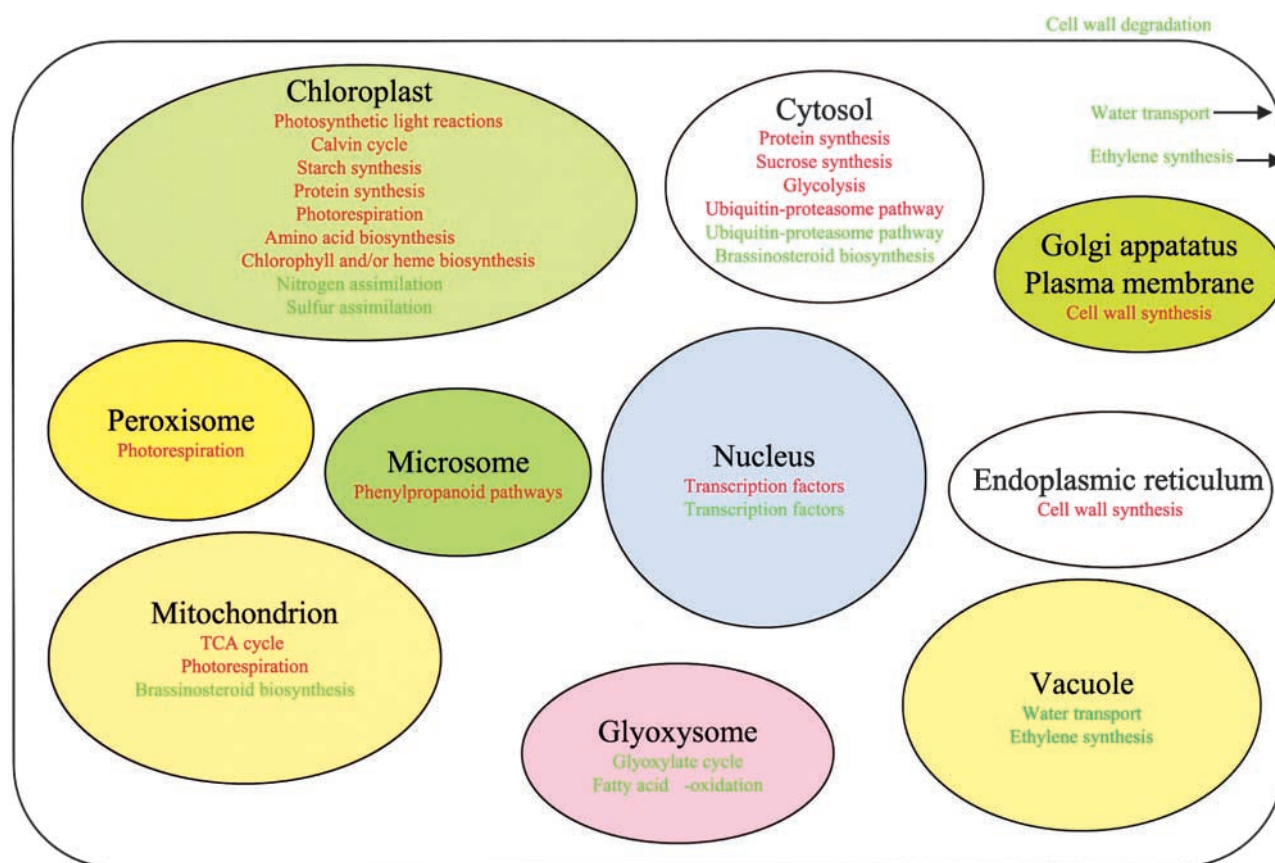 Cell wall degradation
Chloroplast
Photosynthetic light reactions
Calvin cycle
Starch synthesis
Protein synthesis
Photorespiration
Amino acid biosynthesis
Chlorophyll and/or heme biosynthesis
Nitrogen assimilation
Sulfur assimilation
Cytosol
Protein synthesis
Sucrose synthesis
Glycolysis
Ubiquitin-proteasome pathway
Ubiquitin-proteasome pathway
Brassinosteroid biosynthesis
Water transport
Ethylene synthesis
Golgi appatatus
Plasma membrane
Cell wall synthesis
Peroxisome
Photorespiration
Microsome
Phenylpropanoid pathways
Nucleus
Transcription factors
Transcription factors
Endoplasmic reticulum
Cell wall synthesis
Mitochondrion
TCA cycle
Photorespiration
Brassinosteroid biosynthesis
Glyoxysome
Glyoxylate cycle
Fatty acid -oxidation
Vacuole
Water transport
Ethylene synthesis